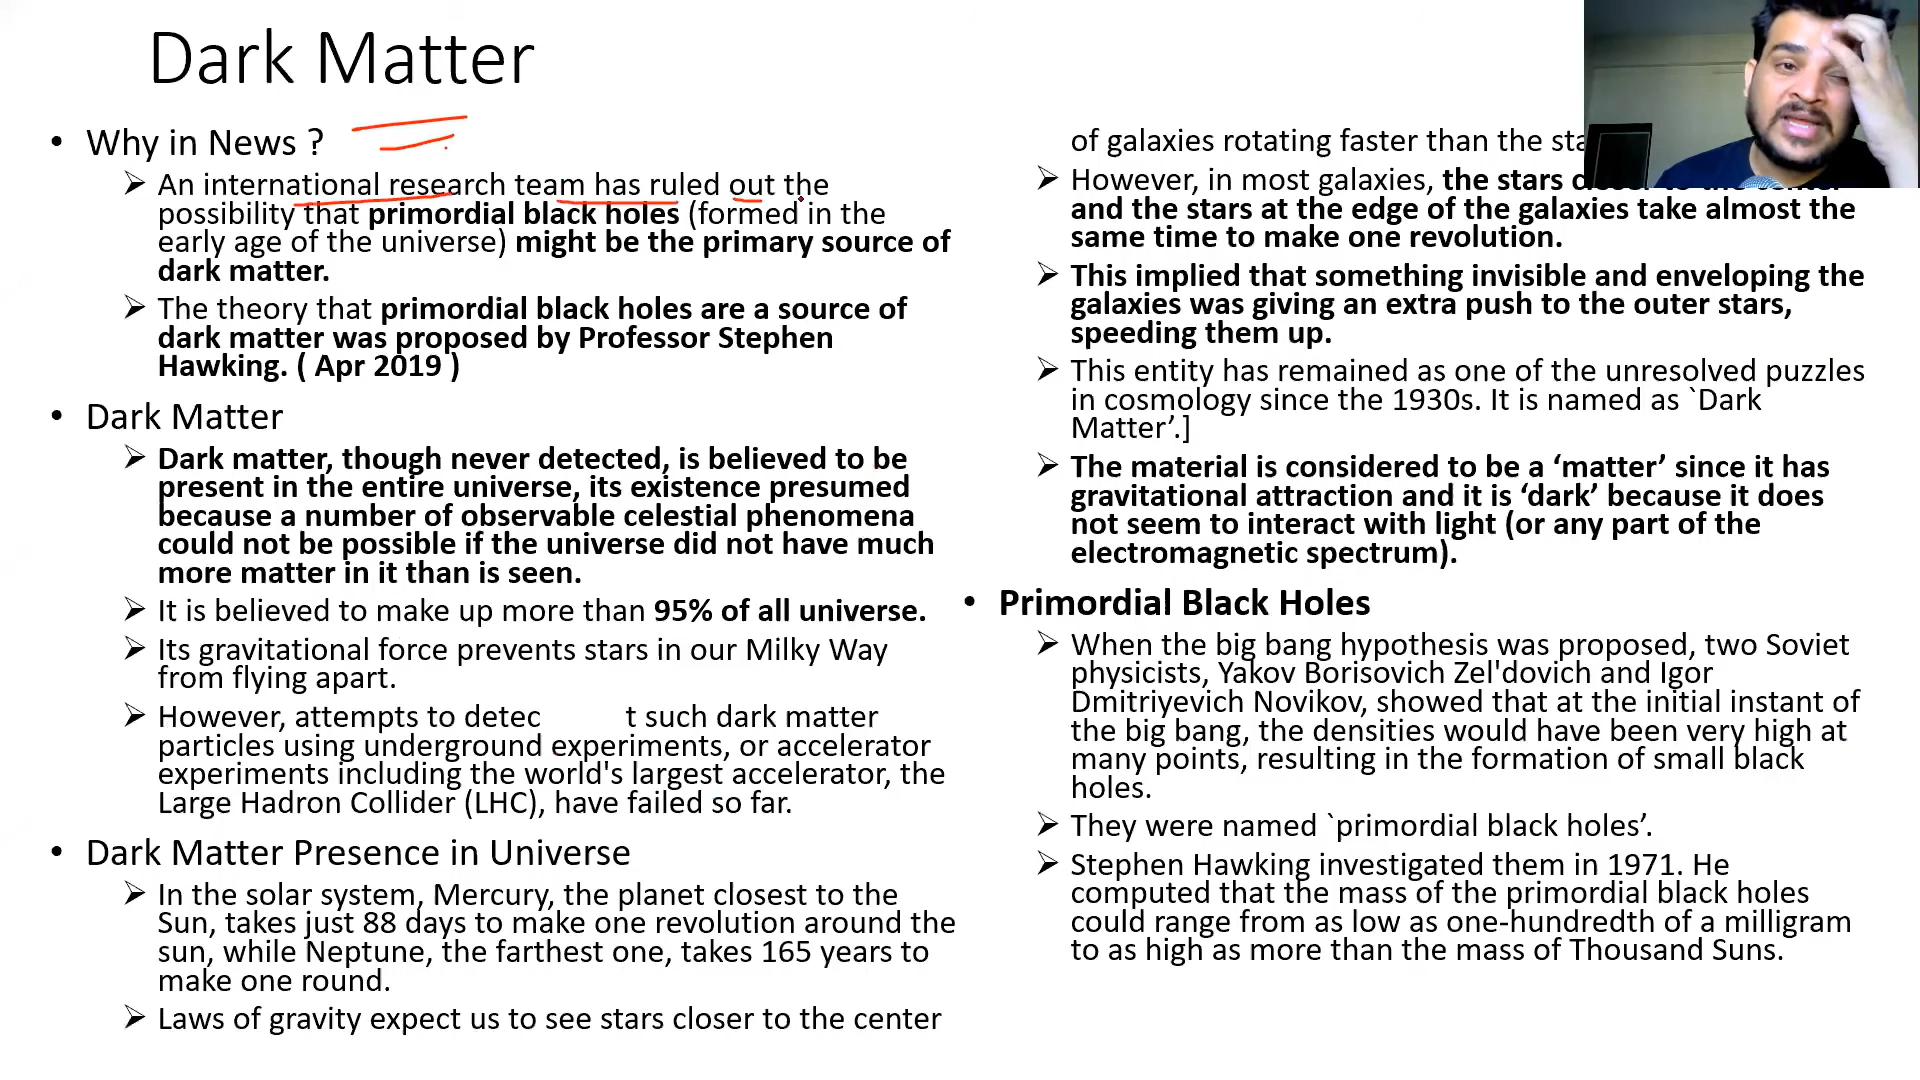 Dark Matter
• Why in News ?
➢ An international research team has ruled out the
possibility that primordial black holes (formed in the
early age of the universe) might be the primary source of
dark matter.
➢ The theory that primordial black holes are a source of
dark matter was proposed by Professor Stephen
Hawking. ( Apr 2019 )
• Dark Matter
➢ Dark matter, though never detected, is believed to be
present in the entire universe, its existence presumed
because a number of observable celestial phenomena
could not be possible if the universe did not have much
more matter in it than is seen.
➢ It is believed to make up more than 95% of all universe.
➢ Its gravitational force prevents stars in our Milky Way
from flying apart.
➢ However, attempts to detec t such dark matter
particles using underground experiments, or accelerator
experiments including the world's largest accelerator, the
Large Hadron Collider (LHC), have failed so far.
• Dark Matter Presence in Universe
➢ In the solar system, Mercury, the planet closest to the
Sun, takes just 88 days to make one revolution around the
sun, while Neptune, the farthest one, takes 165 years to
make one round.
➢ Laws of gravity expect us to see stars closer to the center
of galaxies rotating faster than the
➢ However, in most galaxies, the stars
and the stars at the edge of the galaxies take almost the
same time to make one revolution.
➢ This implied that something invisible and enveloping the
galaxies was giving an extra push to the outer stars,
speeding them up.
➢ This entity has remained as one of the unresolved puzzles
in cosmology since the 1930s. It is named as `Dark
Matter’.]
➢ The material is considered to be a ‘matter’ since it has
gravitational attraction and it is ‘dark’ because it does
not seem to interact with light (or any part of the
electromagnetic spectrum).
• Primordial Black Holes
➢ When the big bang hypothesis was proposed, two Soviet
physicists, Yakov Borisovich Zel'dovich and Igor
Dmitriyevich Novikov, showed that at the initial instant of
the big bang, the densities would have been very high at
many points, resulting in the formation of small black
holes.
➢ They were named `primordial black holes’.
➢ Stephen Hawking investigated them in 1971. He
computed that the mass of the primordial black holes
could range from as low as one-hundredth of a milligram
to as high as more than the mass of Thousand Suns.